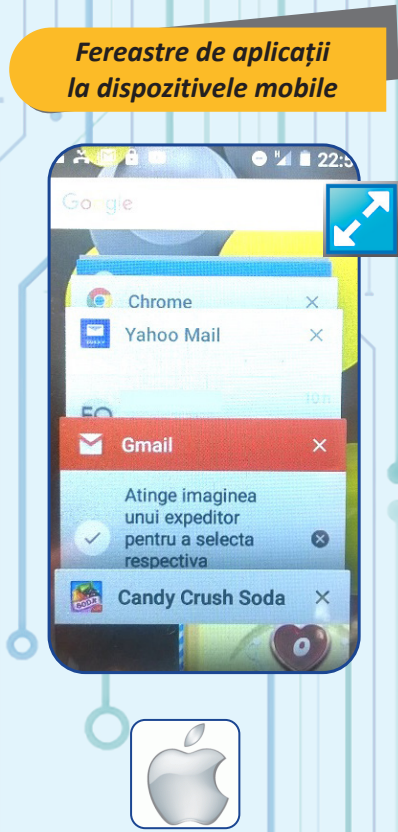 Fereastre de aplicații
la dispozitivele mobile
22:5
Google
Chrome
Yahoo Mail
Gmail
Atinge imaginea
unui expeditor
pentru a selecta
respectiva
Candy Crush Soda